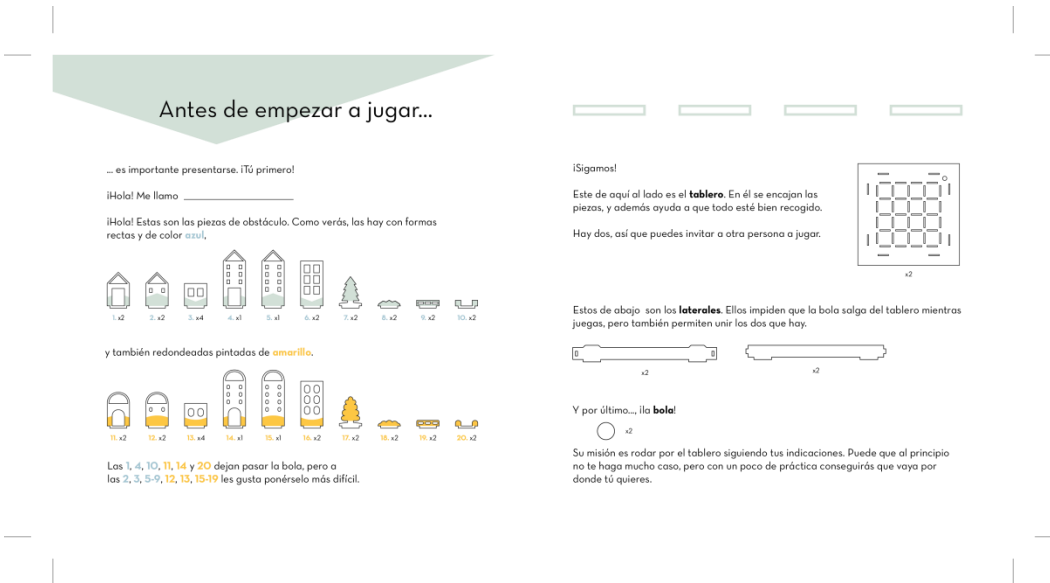 Antes de empezar a jugar...
... es importante presentarse. ¡Tú primero!
¡Hola! Me llamo
¡Hola! Estas son las piezas de obstáculo. Como verás, las hay con formas
rectas y de color azul,
1. x2 2. x2 3. x4 4. x1 5. x1 6. x2 7. x2 8. x2 9. x2 10. x2
y también redondeadas pintadas de amarillo.
11. x2 12. x2 13. x4 14. x1 15. x1 16. x2 17. x2 18. x2 19. x2 20. x2
Las 1, 4, 10, 11, 14 y 20 dejan pasar la bola, pero a
las 2, 3, 5-9, 12, 13, 15-19 les gusta ponérselo más difícil.
¡Sigamos!
Este de aquí al lado es el tablero. En él se encajan las
piezas, y además ayuda a que todo esté bien recogido.
Hay dos, así que puedes invitar a otra persona a jugar.
x2
Estos de abajo son los laterales. Ellos impiden que la bola salga del tablero mientras
juegas, pero también permiten unir los dos que hay.
x2 x2
Y por último..., ¡la bola!
x2
Su misión es rodar por el tablero siguiendo tus indicaciones. Puede que al principio
no te haga mucho caso, pero con un poco de práctica conseguirás que vaya por
donde tú quieres.